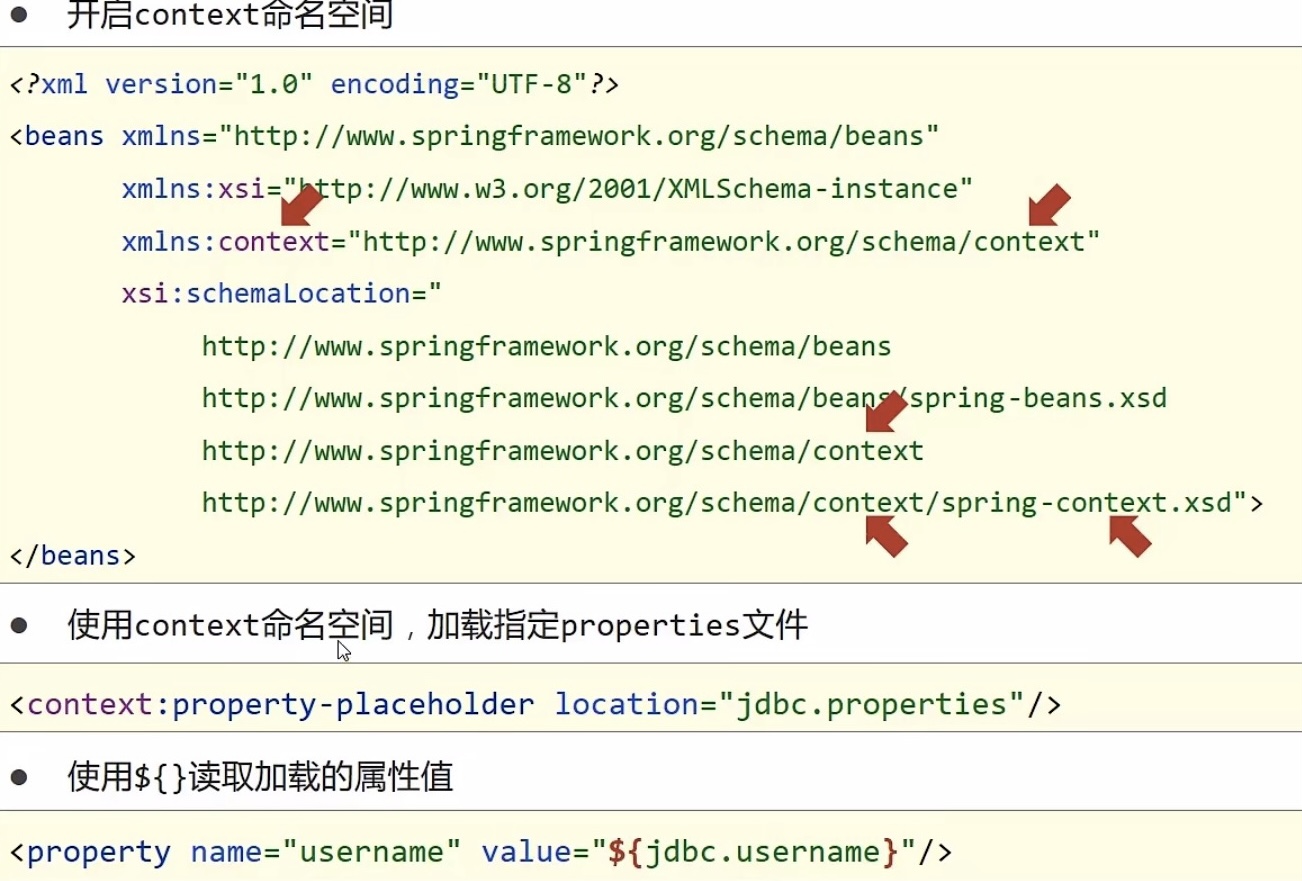 开启context命名空间
<?xml version="1.0" encoding="UTF-8"?>
<beans xmlns="http://www.springframework.org/schema/beans"
xmlns:xsi="http://www.w3.org/2001/XMLSchema-instance"
xmlns:context="http://www.springframework.org/schema/context"
xsi:schemaLocation="
http://www.springframework.org/schema/beans
http://www.springframework.org/schema/beans/spring-beans.xsd
http://www.springframework.org/schema/context
http://www.springframework.org/schema/context/spring-context.xsd">
</beans>
使用context命名空间，加载指定properties文件
<context:property-placeholder location="jdbc.properties"/>
使用${}读取加载的属性值
<property name="username" value="${jdbc.username}"/>